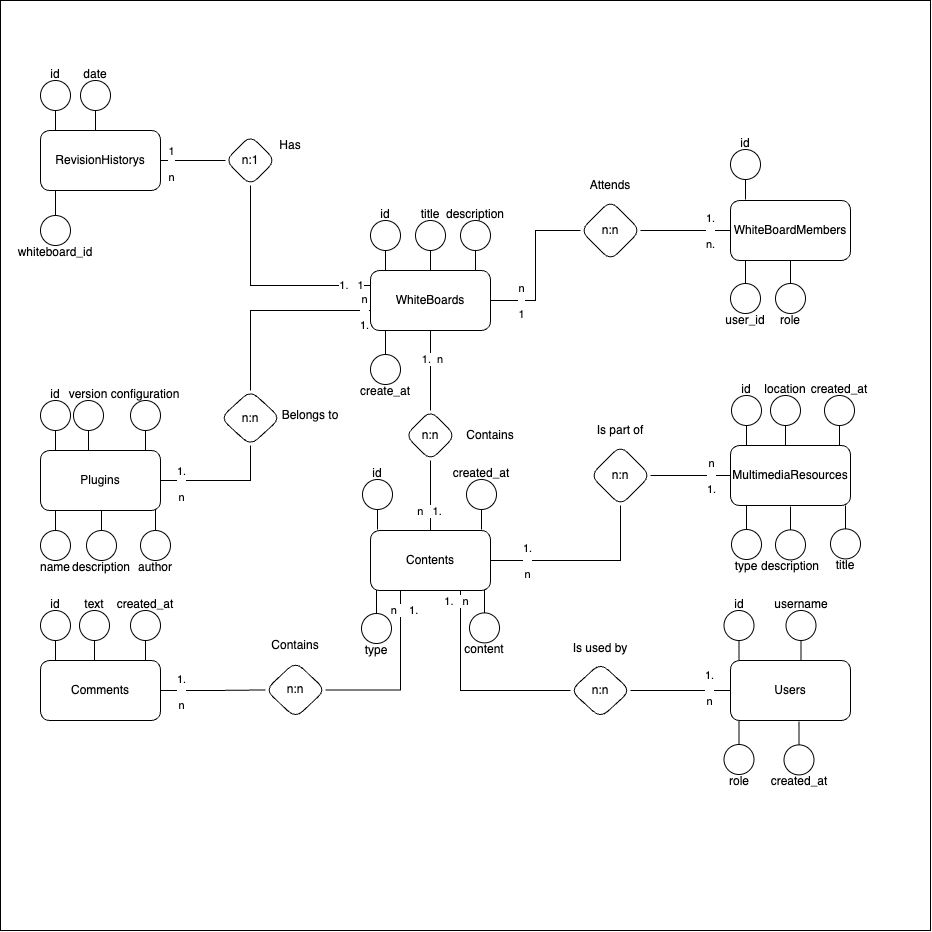 id date
RevisionHistorys
1
n
n:1
Has
whiteboard_id
id
WhiteBoardMembers
1.
n.
Attends
n:n
user_id role
id title description
WhiteBoards
1. 1
n
1.
n
1
1. n
create_at
id version configuration
Plugins
1.
n
n:n
Belongs to
name description author
n:n
Contains
id created_at
n 1.
Contents
1.
n
n 1.
1. n
type
content
Is part of
n:n
id location created_at
n
1.
MultimediaResources
type description title
id text created_at
Comments
1.
n
Contains
n:n
Is used by
n:n
id username
1.
n
Users
role created_at